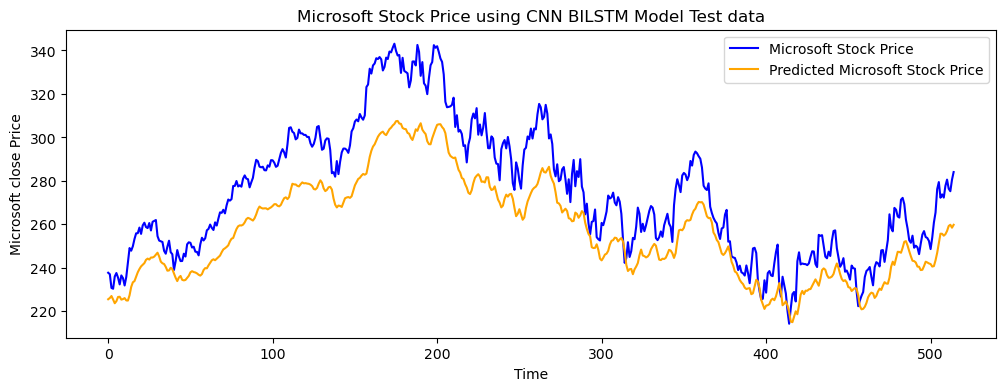 Microsoft Stock Price using CNN BILSTM Model Test data
Microsoft Stock Price
Predicted Microsoft Stock Price
Microsoft close Price
340
320
300
280
260
240
220
0 100 200 300 400 500
Time